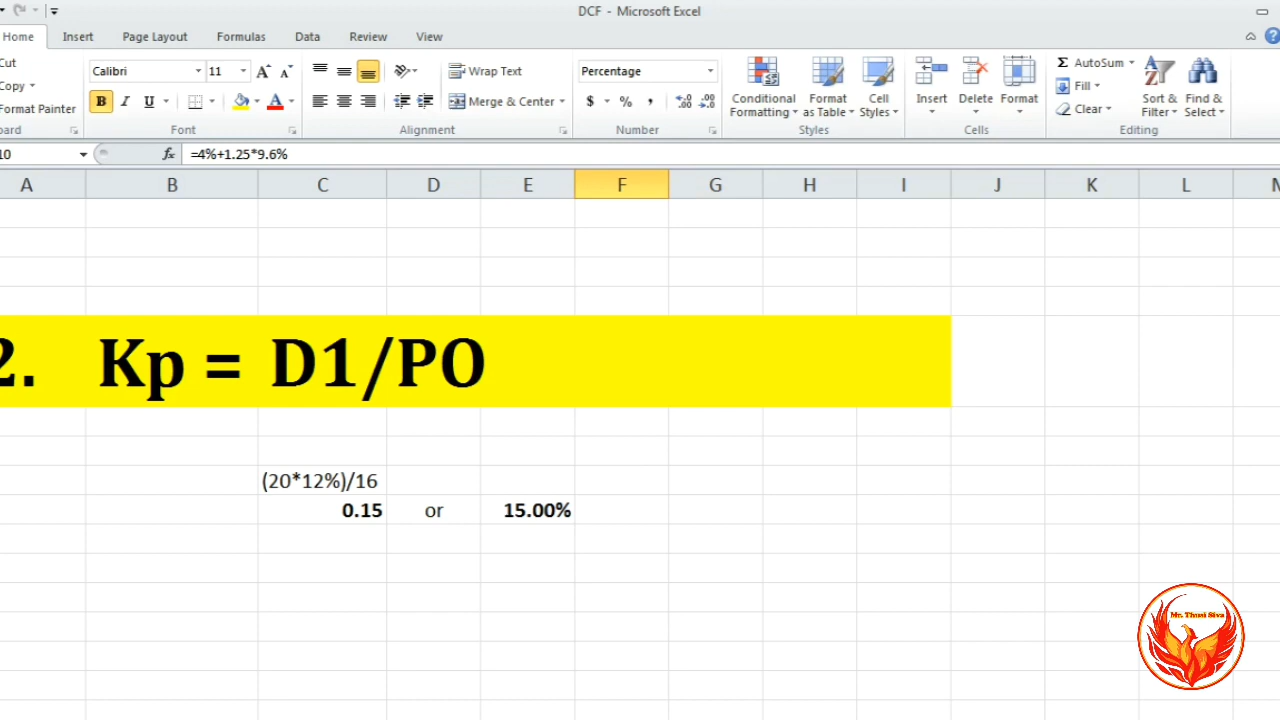 DCF - Microsoft Excel
Home Insert Page Layout Formulas Data Review View
Cut
Copy
Format Painter
Calibri 11
B I U
Font
Wrap Text
Merge & Center
Alignment
Percentage
$ % ,
Number
Conditional Formatting
Format as Table
Cell Styles
Styles
Insert Delete Format
Cells
Σ AutoSum
Fill
Clear
Sort & Filter
Find & Select
Editing
10 fx =4%+1.25*9.6%
A B C D E F G H I J K L
2. Kp = D1/PO
(20*12%)/16
0.15 or 15.00%
Mr. Thusi Siva